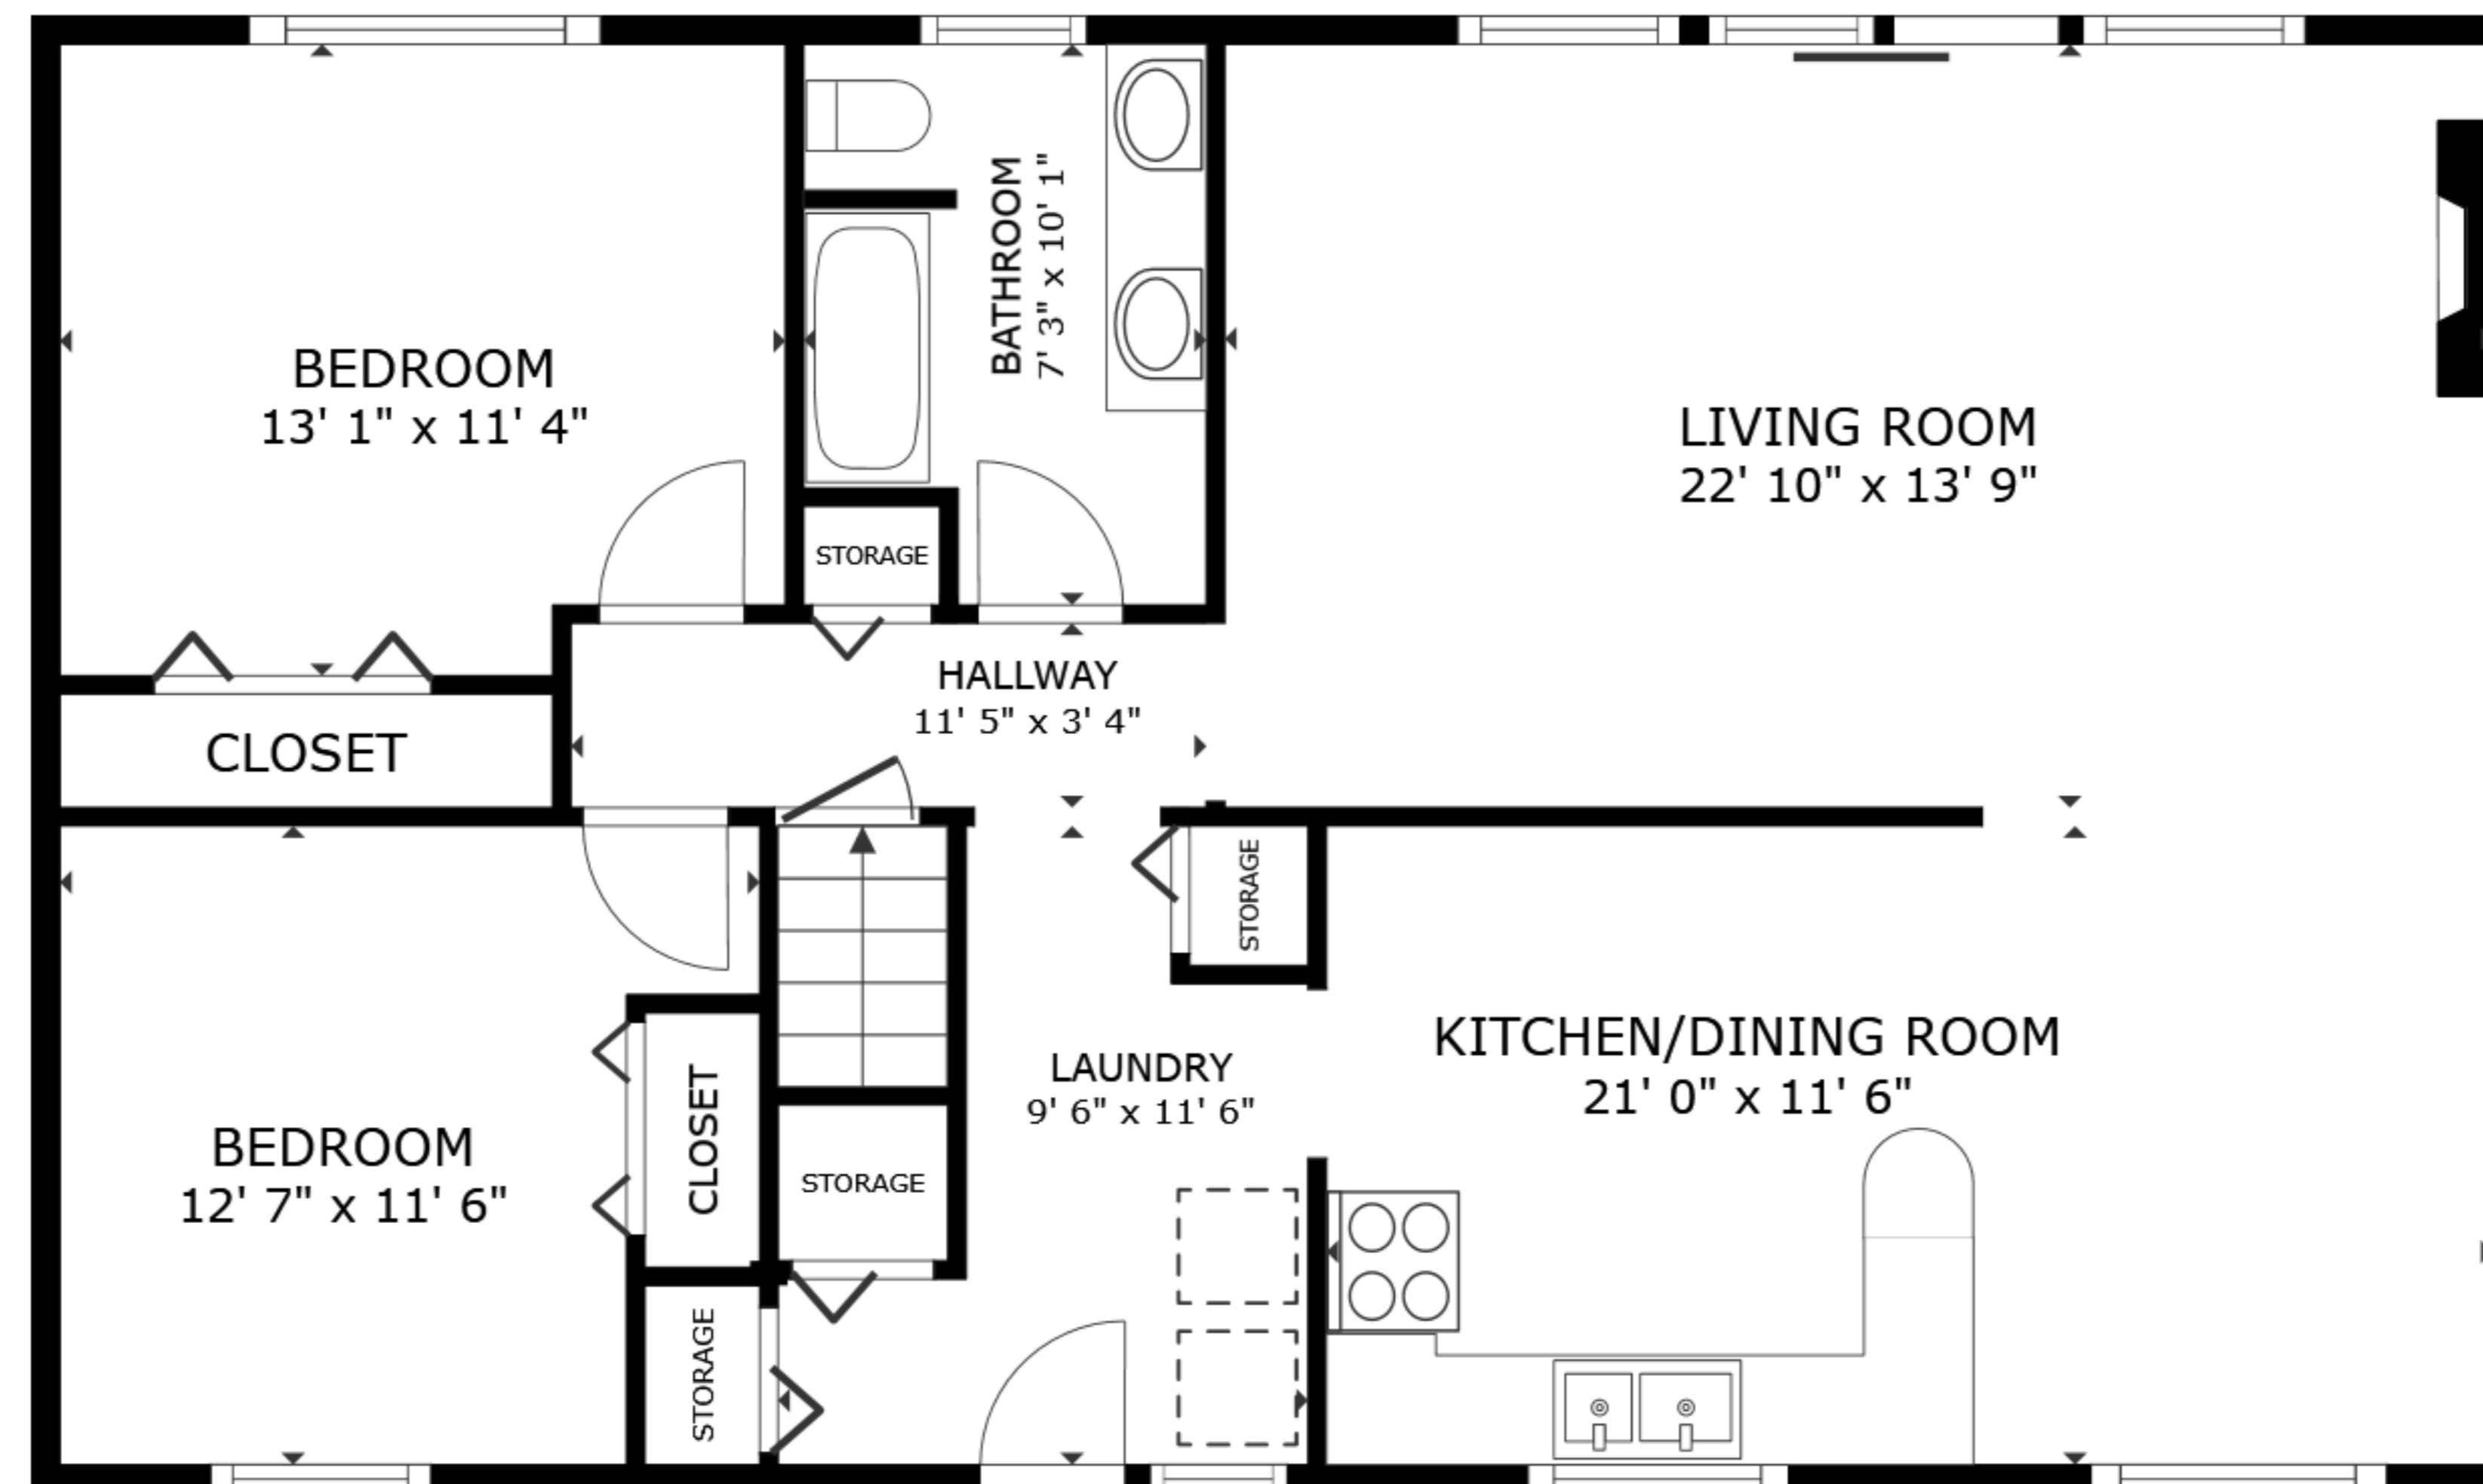 BEDROOM
13' 1" x 11' 4"
BATHROOM
7' 3" x 10' 1"
LIVING ROOM
22' 10" x 13' 9"
STORAGE
HALLWAY
11' 5" x 3' 4"
CLOSET
STORAGE
KITCHEN/DINING ROOM
21' 0" x 11' 6"
LAUNDRY
9' 6" x 11' 6"
BEDROOM
12' 7" x 11' 6"
CLOSET
STORAGE
STORAGE